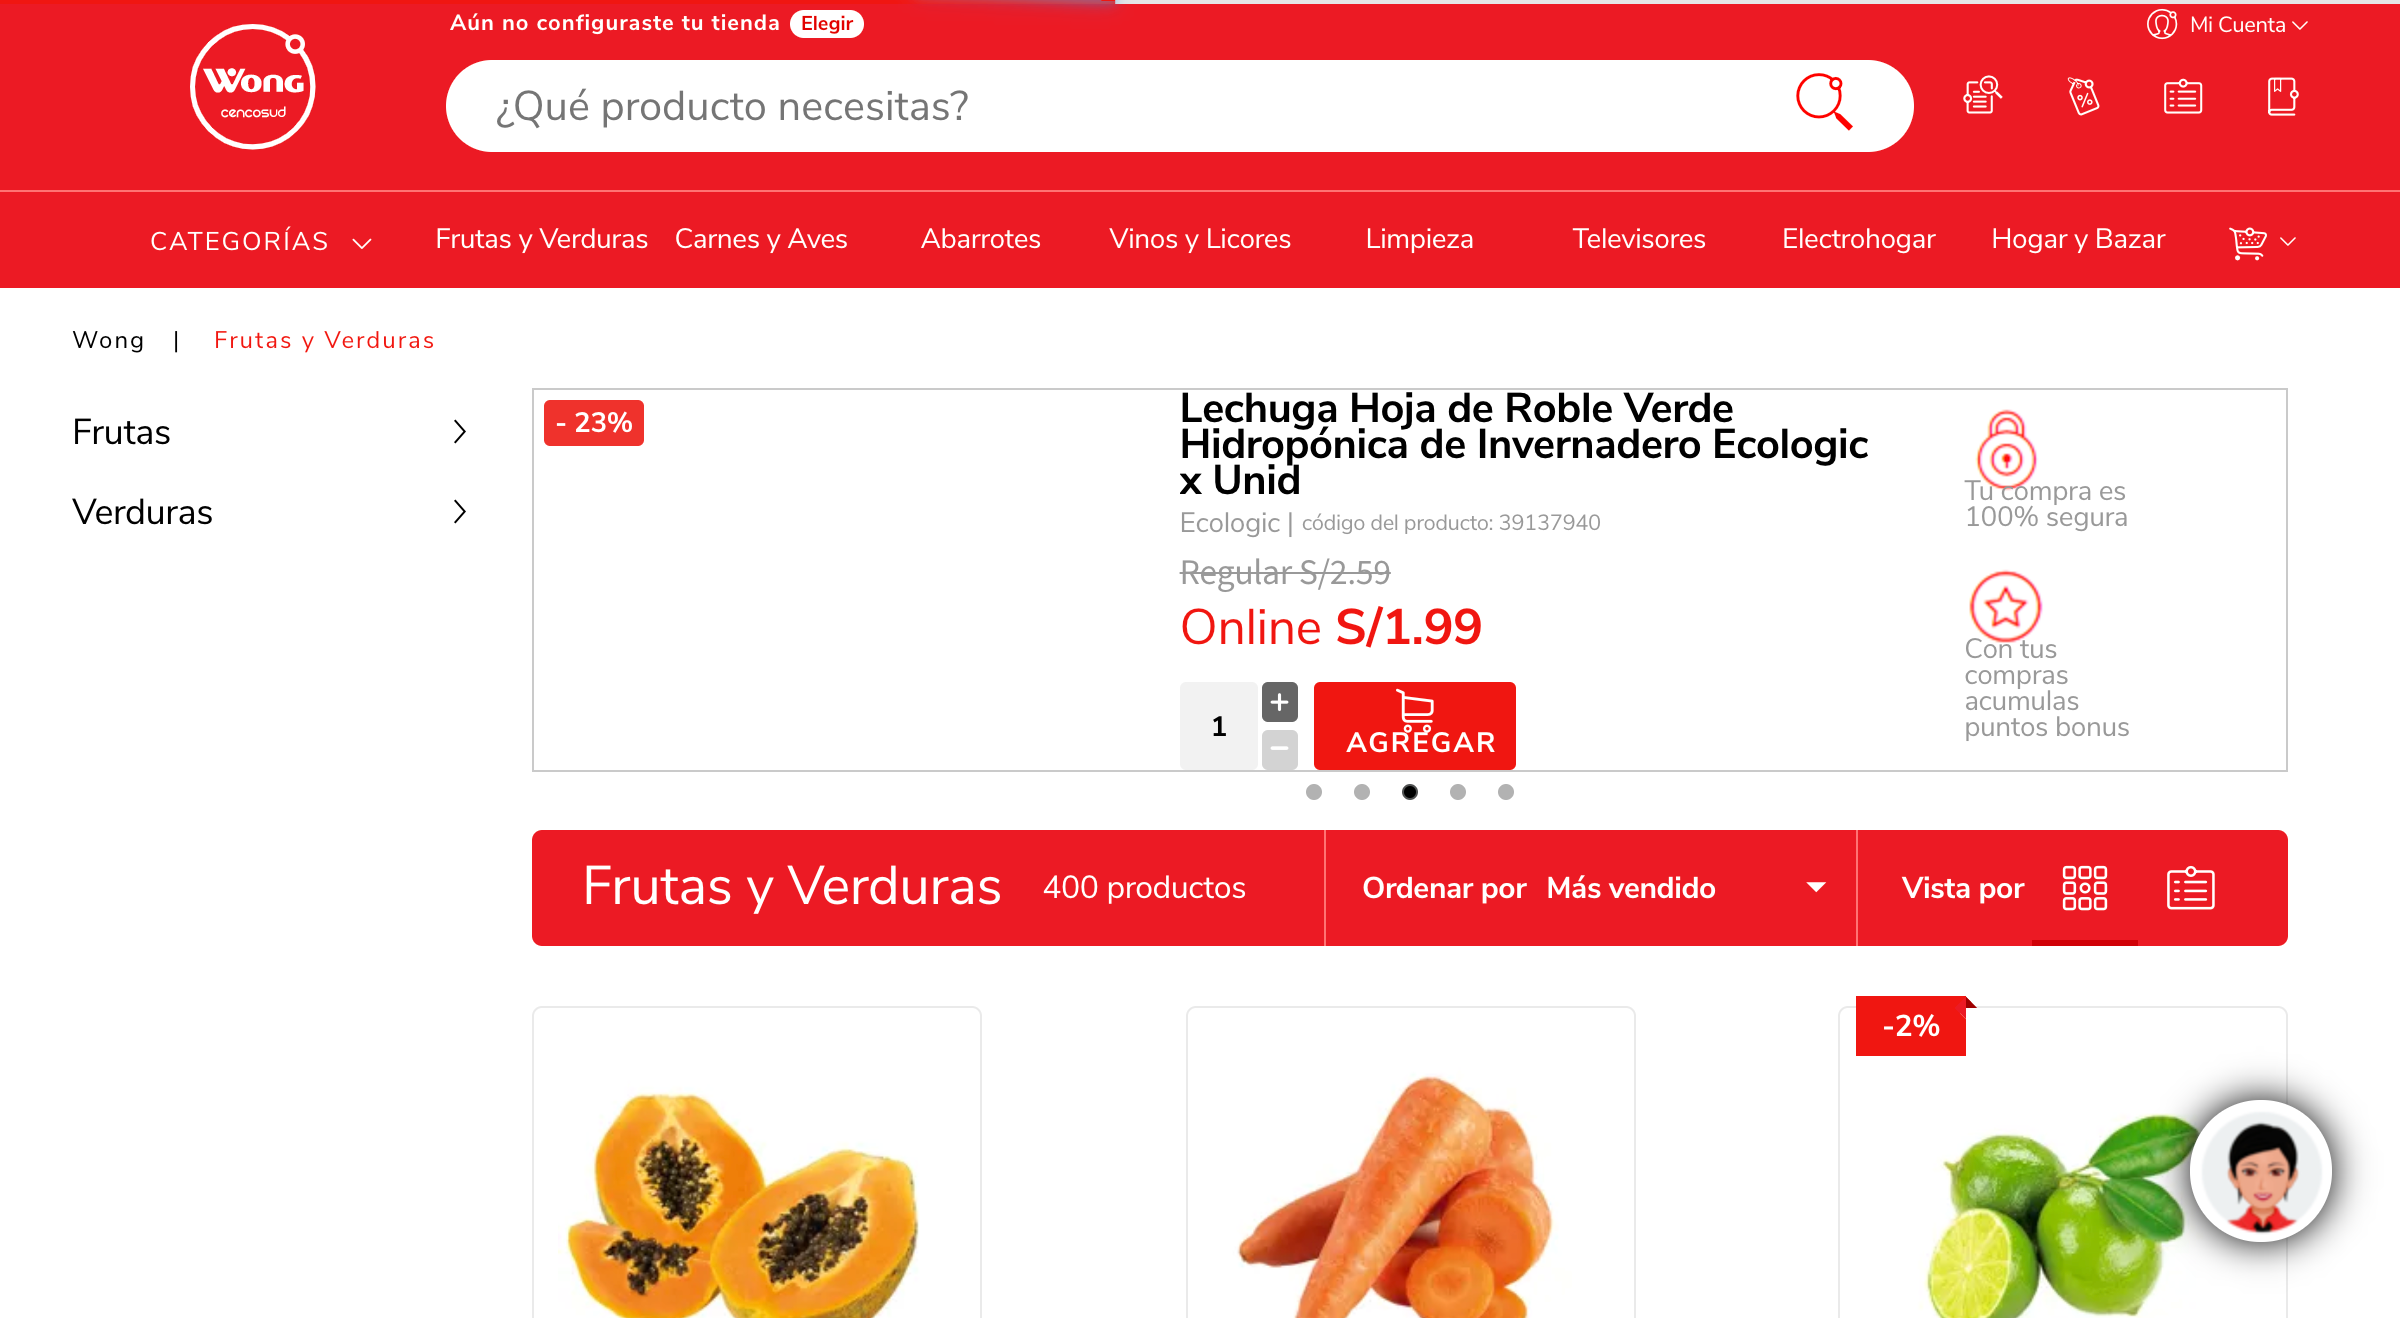 Aún no configuraste tu tienda Elegir
Mi Cuenta
Wong
cencosud
¿Qué producto necesitas?
CATEGORÍAS Frutas y Verduras Carnes y Aves Abarrotes Vinos y Licores Limpieza Televisores Electrohogar Hogar y Bazar
Wong | Frutas y Verduras
Frutas
Verduras
- 23%
Lechuga Hoja de Roble Verde
Hidropónica de Invernadero Ecologic
x Unid
Ecologic | código del producto: 39137940
Regular S/2.59
Online S/1.99
1
+
−
AGREGAR
Tu compra es
100% segura
Con tus
compras
acumulas
puntos bonus
Frutas y Verduras 400 productos Ordenar por Más vendido Vista por
-2%